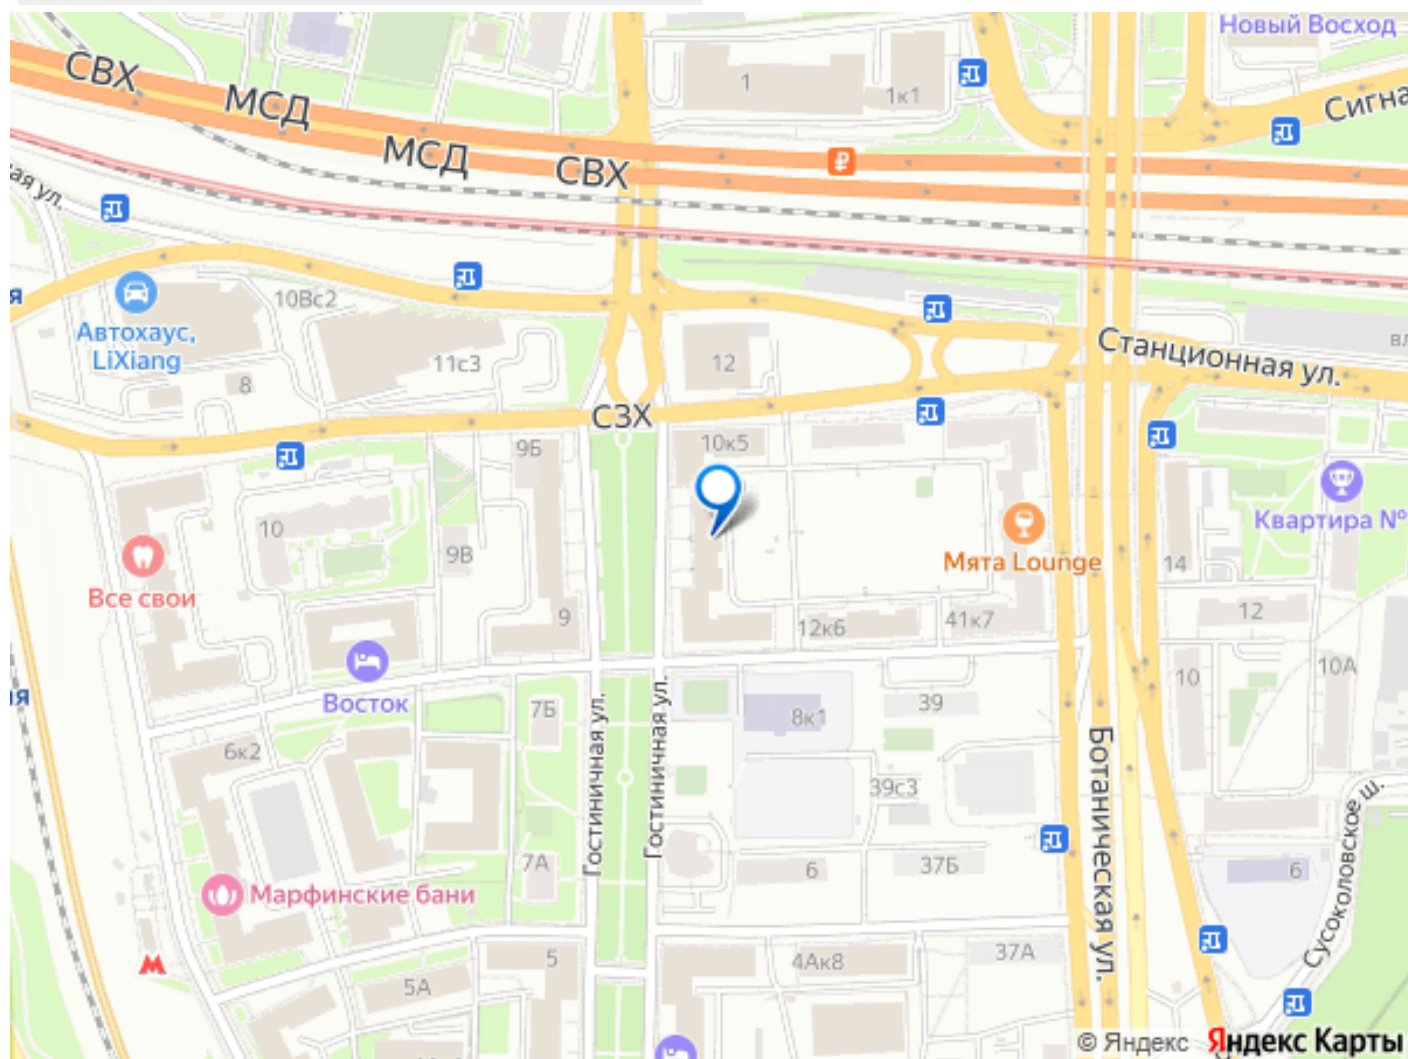 Новый Восход
СВХ
МСД
1
1к1
Сигна
МСД
СВХ
ая ул.
я
10Вс2
Автохаус,
LiXiang
8
11с3
12
Станционная ул.
вл
СЗХ
9Б
10к5
10
9В
Квартира №
Мята Lounge
14
Все свои
9
12к6
41к7
12
Восток
ая
7Б
8к1
39
10
10А
6к2
Гостиничная ул.
Гостиничная ул.
Ботаническая ул.
39с3
7А
6
37Б
6
Сусоколовское ш.
Марфинские бани
М
5
4Ак8
37А
5А
© Яндекс Яндекс Карты